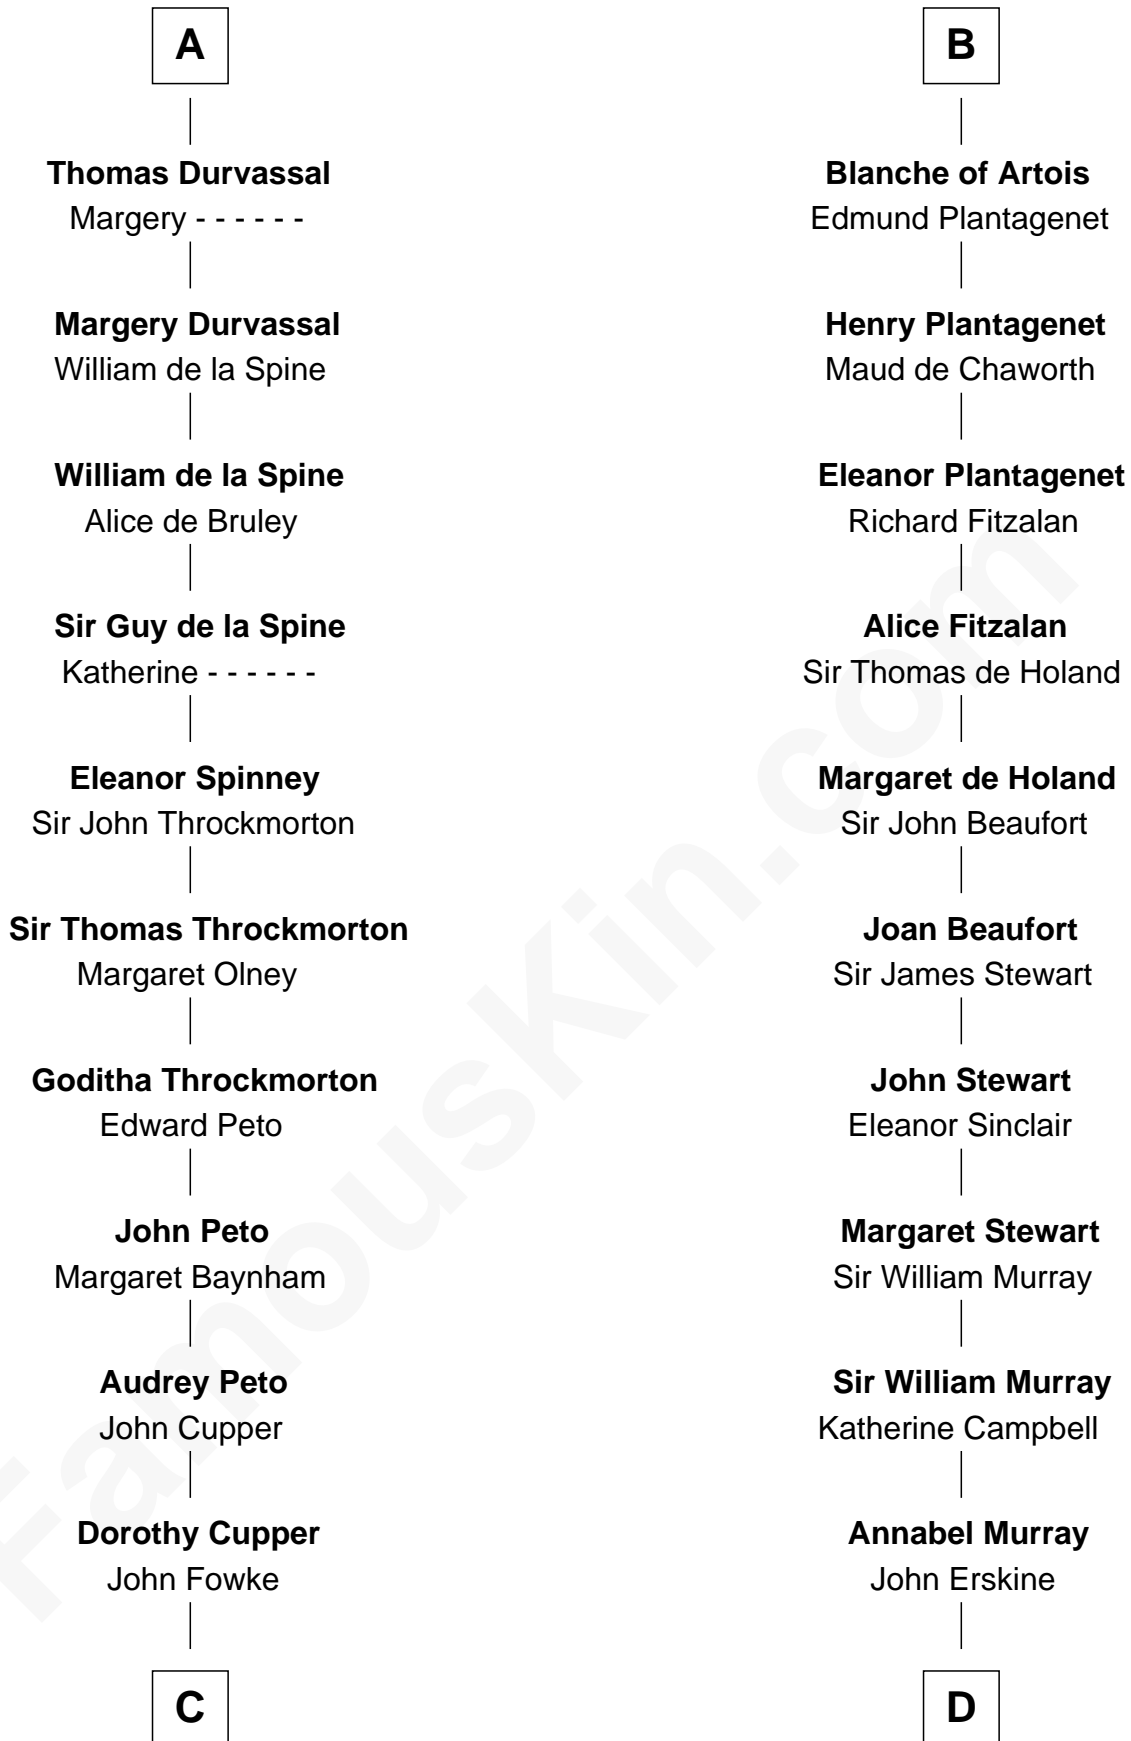 A
Thomas Durvassal
Margery - - - - - -
Margery Durvassal
William de la Spine
William de la Spine
Alice de Bruley
Sir Guy de la Spine
Katherine - - - - - -
Eleanor Spinney
Sir John Throckmorton
Sir Thomas Throckmorton
Margaret Olney
Goditha Throckmorton
Edward Peto
John Peto
Margaret Baynham
Audrey Peto
John Cupper
Dorothy Cupper
John Fowke
C
B
Blanche of Artois
Edmund Plantagenet
Henry Plantagenet
Maud de Chaworth
Eleanor Plantagenet
Richard Fitzalan
Alice Fitzalan
Sir Thomas de Holand
Margaret de Holand
Sir John Beaufort
Joan Beaufort
Sir James Stewart
John Stewart
Eleanor Sinclair
Margaret Stewart
Sir William Murray
Sir William Murray
Katherine Campbell
Annabel Murray
John Erskine
D
FamousKin.com